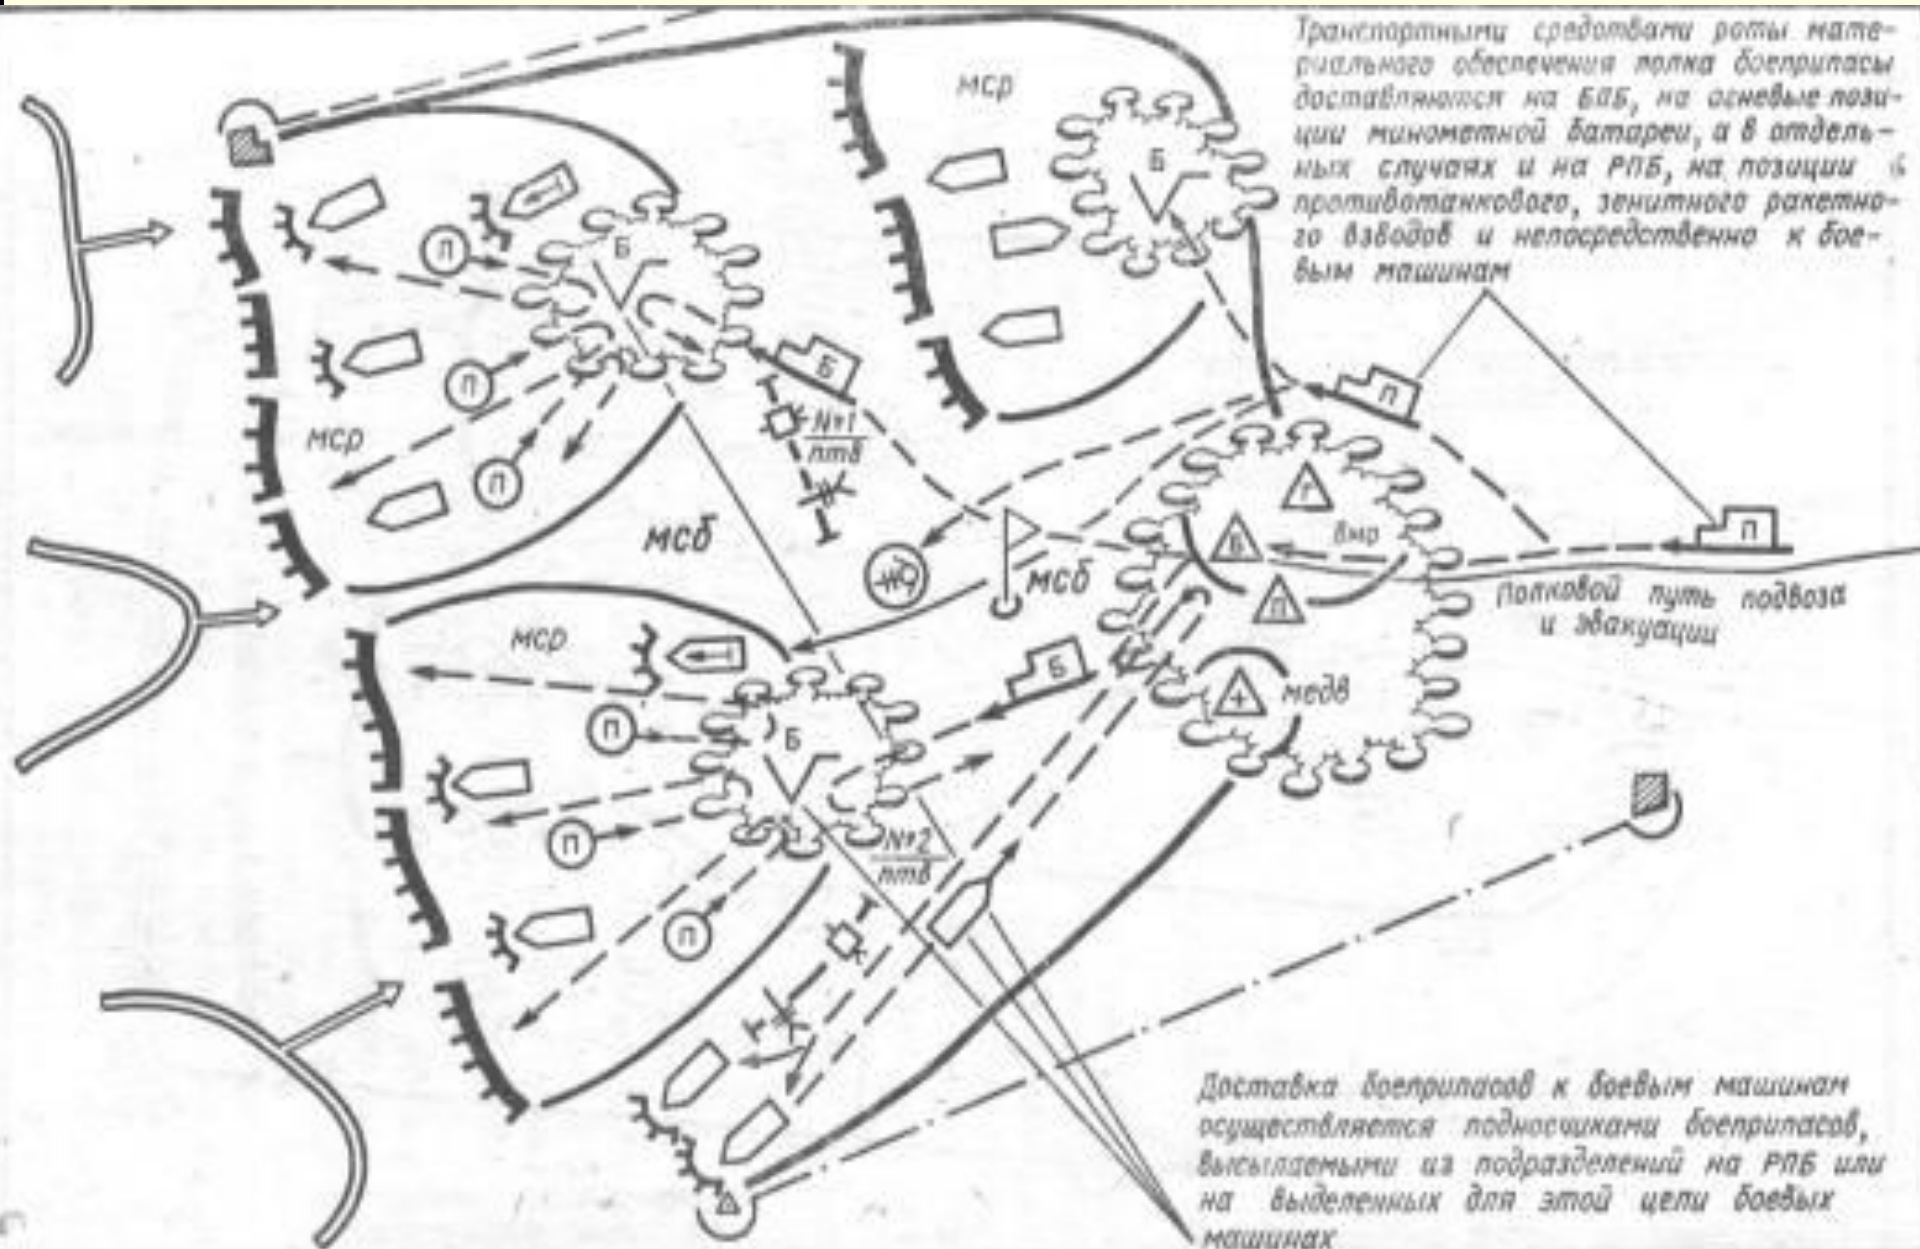 Транспортными средствами роты мате-
риального обеспечения полка боеприпасы
доставляются на БПБ, на огневые пози-
ции минометной батареи, а в отдель-
ных случаях и на РПБ, на позиции
противотанкового, зенитного ракетно-
го взводов и непосредственно к бое-
вым машинам
мср
Б
Б
П
П
Б
П
N+1
птв
мср
П
Г
Б
вмр
П
мсб
мсб
П
Полковой путь подвоза
и эвакуации
мср
Б
медв
П
Б
П
N+2
птв
П
Доставка боеприпасов к боевым машинам
осуществляется подносчиками боеприпасов,
высылаемыми из подразделений на РПБ или
на выделенных для этой цели боевых
машинах